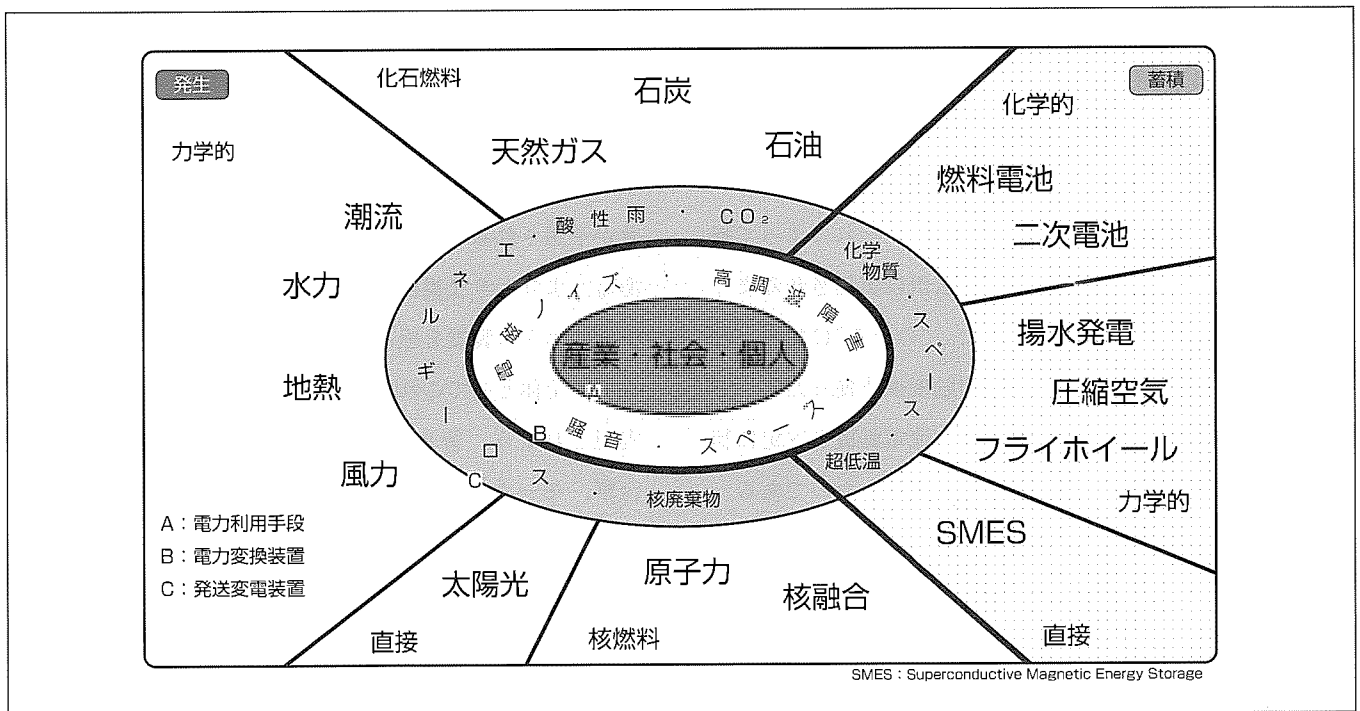 発生
力学的
潮流
水力
地熱
風力
A：電力利用手段
B：電力変換装置
C：発送変電装置
化石燃料
石炭
天然ガス
石油
蓄積
化学的
燃料電池
二次電池
揚水発電
圧縮空気
フライホイール
力学的
SMES
直接
太陽光
直接
原子力
核融合
核燃料
エネルギーロス・核廃棄物
・酸性雨・CO₂
化学
物質・スペース・
超低温
電磁ノイズ・高調波障害・
騒音・スペース
産業・社会・個人
A
B
C
SMES：Superconductive Magnetic Energy Storage